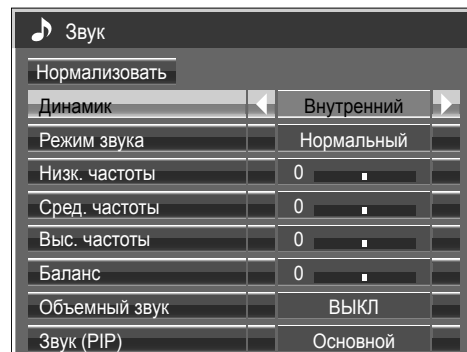 Звук
Нормализовать
Динамик Внутренний
Режим звука Нормальный
Низк. частоты 0
Сред. частоты 0
Выс. частоты 0
Баланс 0
Объемный звук ВЫКЛ
Звук (PIP) Основной